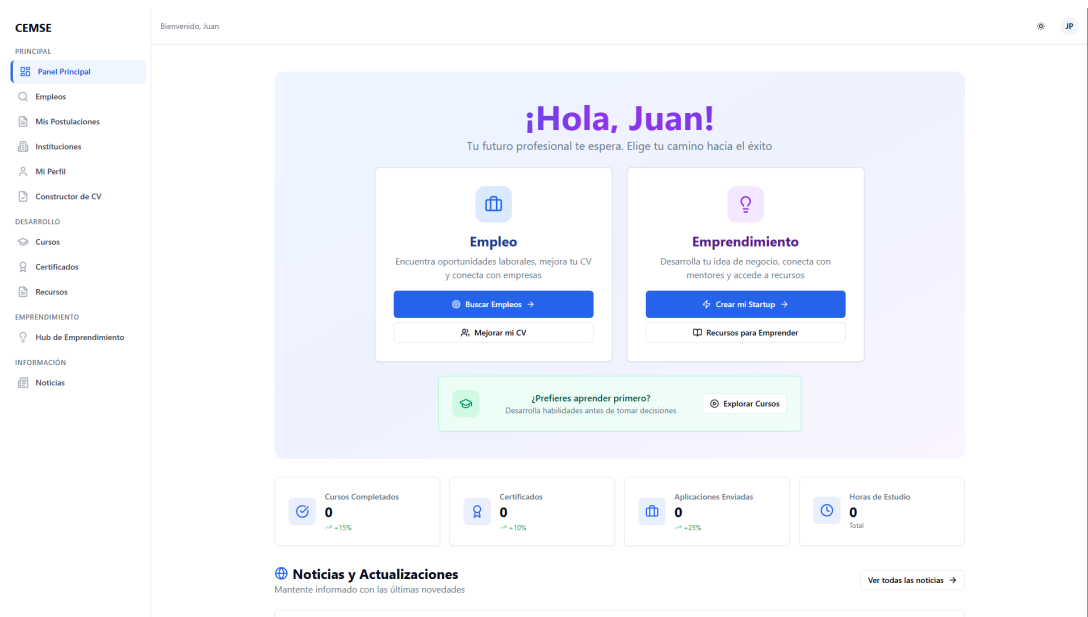 CEMSE
PRINCIPAL
Panel Principal
Empleos
Mis Postulaciones
Instituciones
Mi Perfil
Constructor de CV
DESARROLLO
Cursos
Certificados
Recursos
EMPRENDIMIENTO
Hub de Emprendimiento
INFORMACIÓN
Noticias
Bienvenido, Juan
JP
¡Hola, Juan!
Tu futuro profesional te espera. Elige tu camino hacia el éxito
Empleo
Encuentra oportunidades laborales, mejora tu CV
y conecta con empresas
Buscar Empleos
Mejorar mi CV
Emprendimiento
Desarrolla tu idea de negocio, conecta con
mentores y accede a recursos
Crear mi Startup
Recursos para Emprender
¿Prefieres aprender primero?
Desarrolla habilidades antes de tomar decisiones
Explorar Cursos
Cursos Completados
0
+15%
Certificados
0
+10%
Aplicaciones Enviadas
0
+25%
Horas de Estudio
0
Total
Noticias y Actualizaciones
Mantente informado con las últimas novedades
Ver todas las noticias